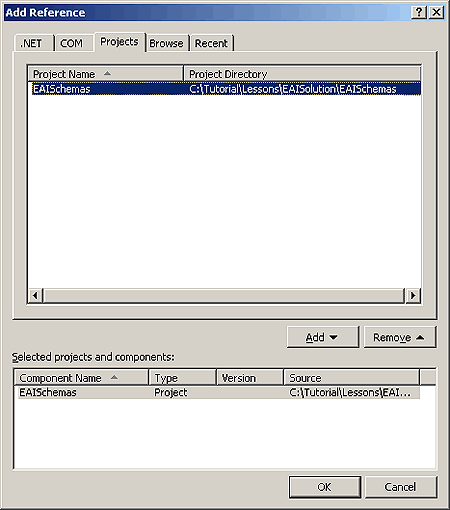 Add Reference
.NET COM Projects Browse Recent
Project Name Project Directory
EAISchemas C:\Tutorial\Lessons\EAISolution\EAISchemas
Add Remove
Selected projects and components:
Component Name Type Version Source
EAISchemas Project C:\Tutorial\Lessons\EAI...
OK Cancel